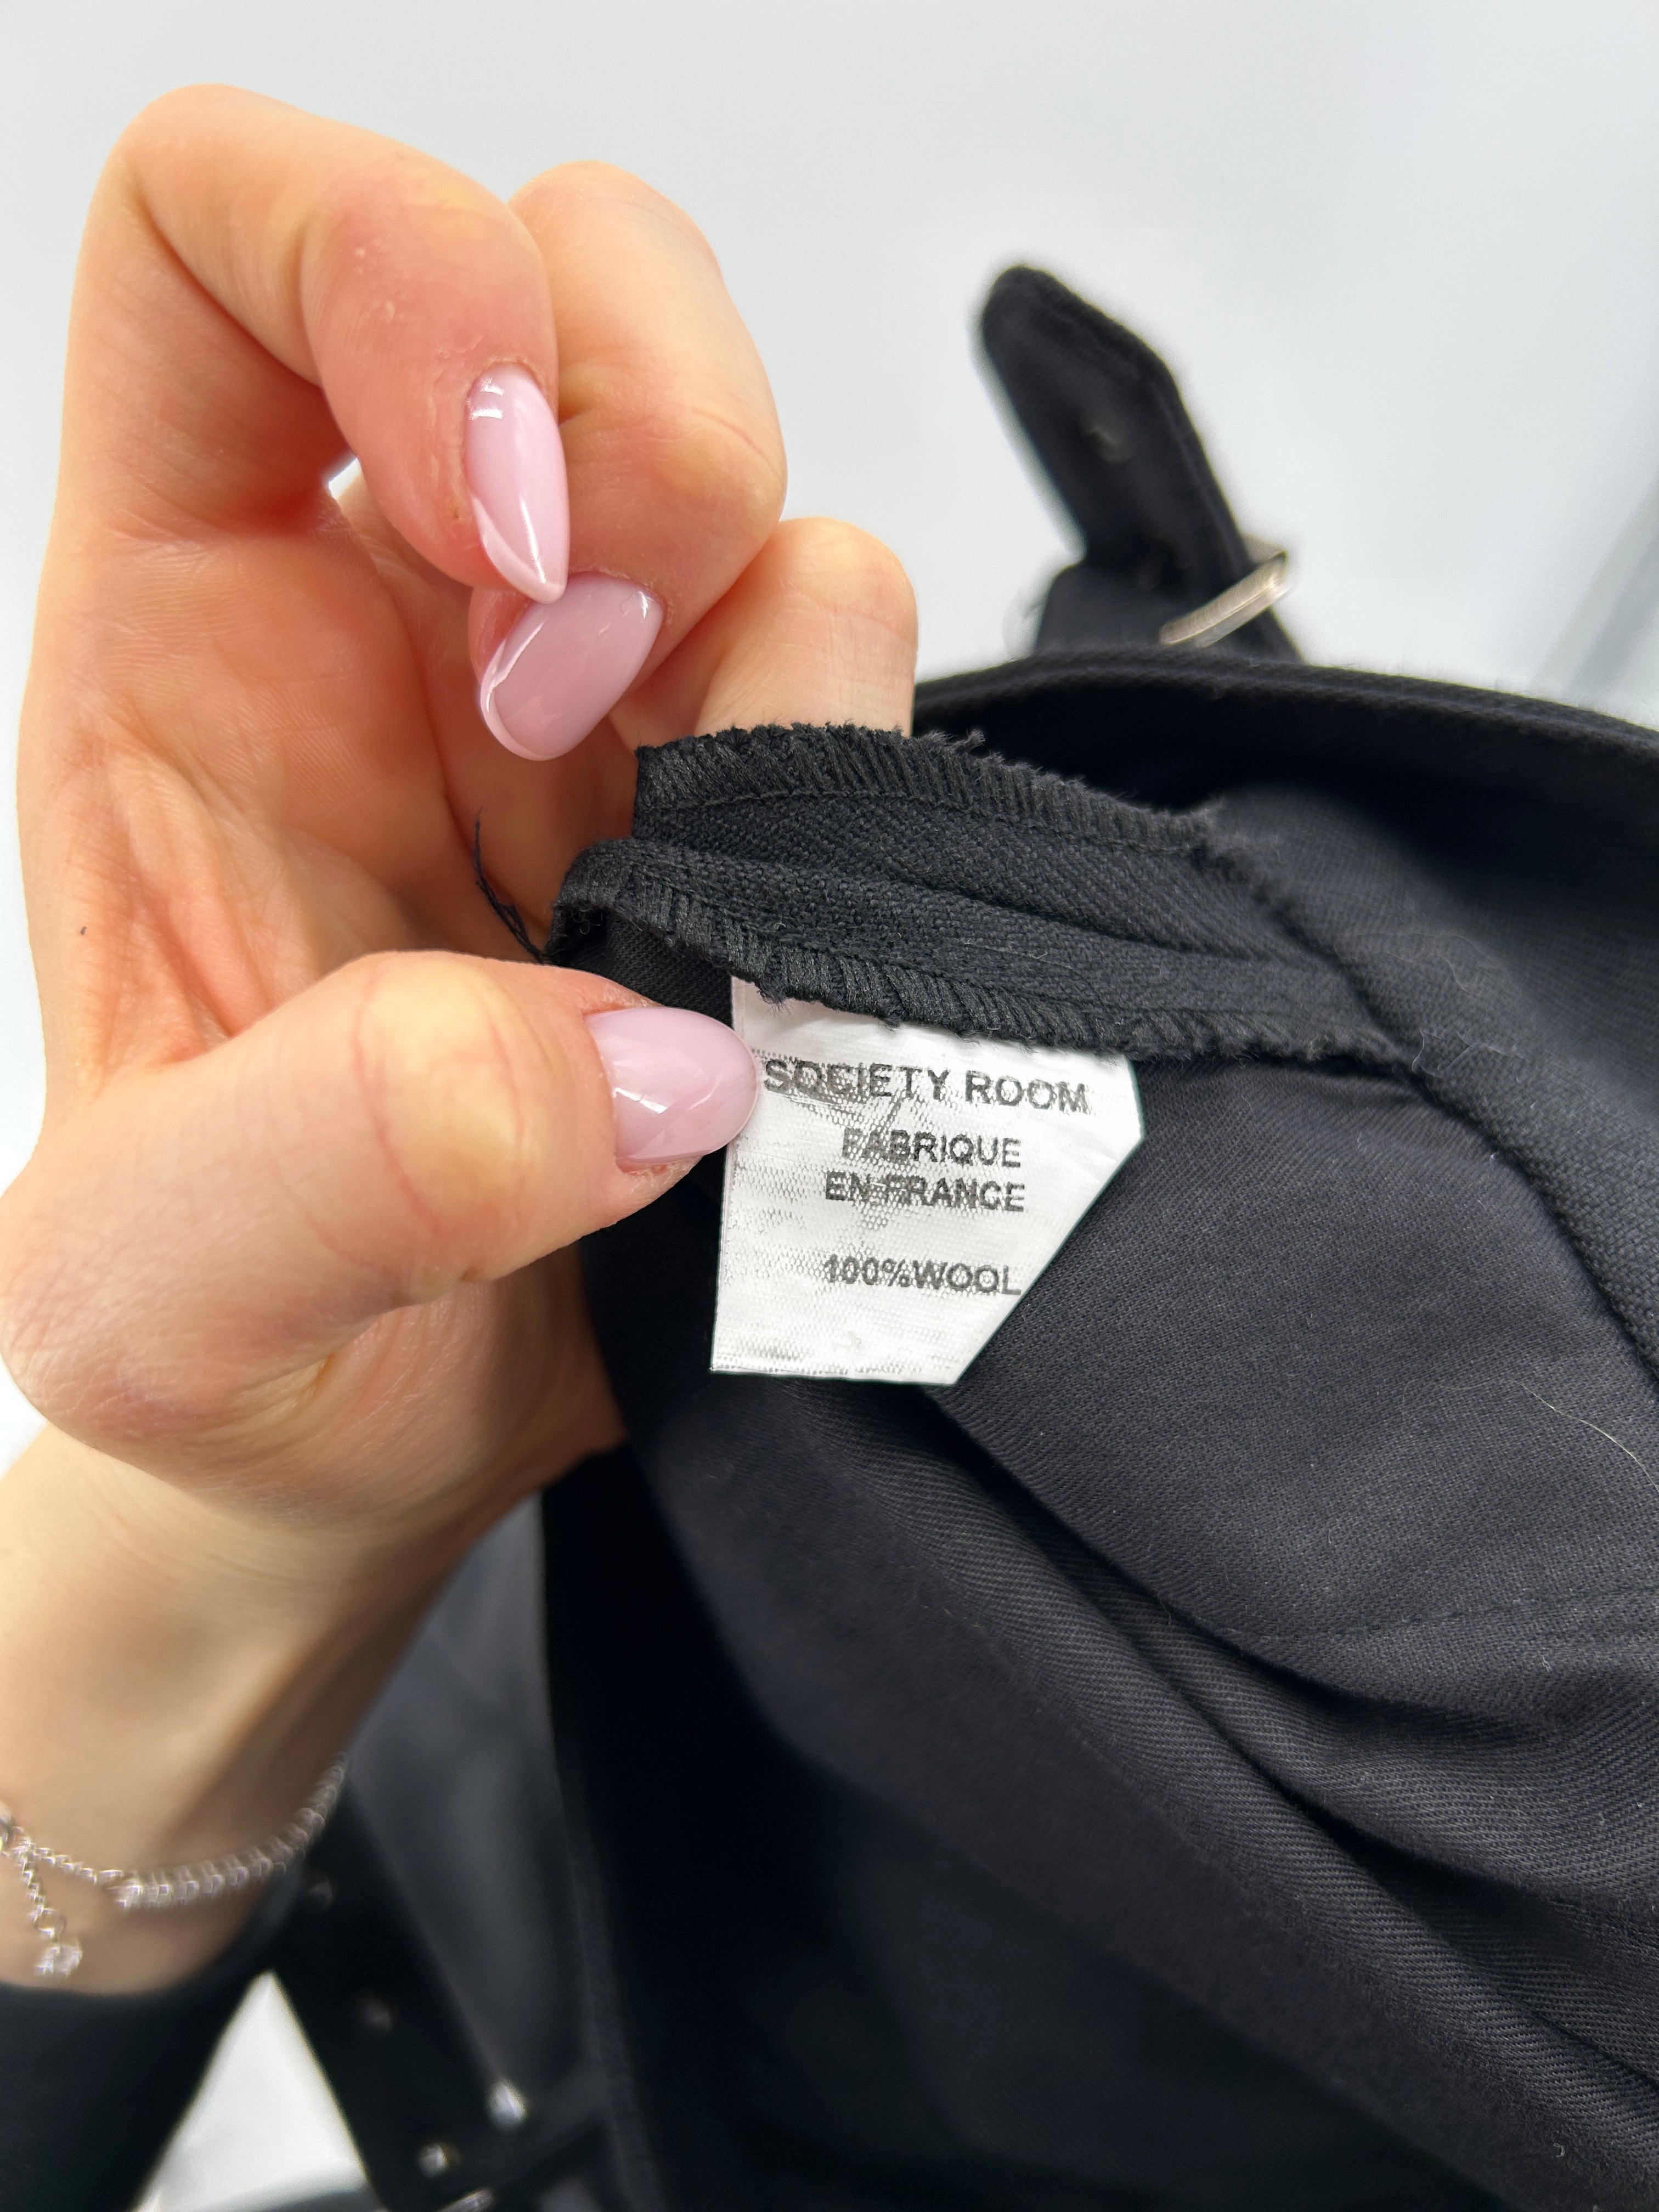 SOCIETY ROOM
FABRIQUE
EN FRANCE
100%WOOL